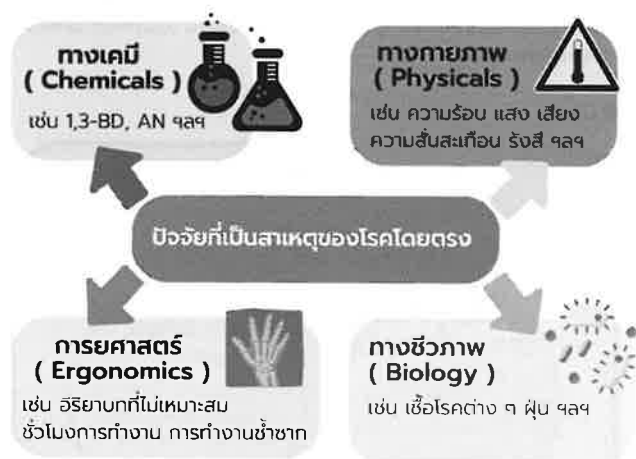 ทางเคมี
( Chemicals )
เช่น 1,3-BD, AN ฯลฯ
ทางกายภาพ
( Physicals )
เช่น ความร้อน แสง เสียง
ความสั่นสะเทือน รังสี ฯลฯ
ปัจจัยที่เป็นสาเหตุของโรคโดยตรง
การยศาสตร์
( Ergonomics )
เช่น อิริยาบทที่ไม่เหมาะสม
ชั่วโมงการทำงาน การทำงานซ้ำซาก
ทางชีวภาพ
( Biology )
เช่น เชื้อโรคต่าง ๆ ฝุ่น ฯลฯ